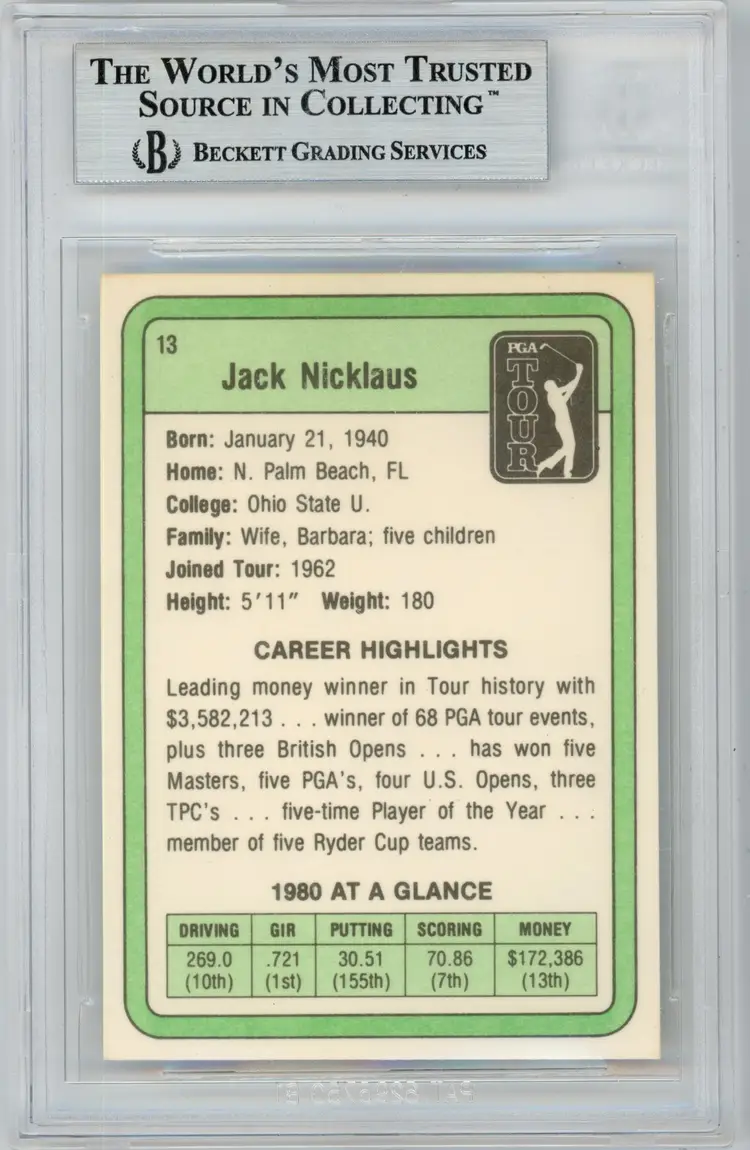 THE WORLD'S MOST TRUSTED
SOURCE IN COLLECTING™
B BECKETT GRADING SERVICES
13
Jack Nicklaus
PGA
TOUR
Born: January 21, 1940
Home: N. Palm Beach, FL
College: Ohio State U.
Family: Wife, Barbara; five children
Joined Tour: 1962
Height: 5'11" Weight: 180
CAREER HIGHLIGHTS
Leading money winner in Tour history with
$3,582,213 . . . winner of 68 PGA tour events,
plus three British Opens . . . has won five
Masters, five PGA's, four U.S. Opens, three
TPC's . . . five-time Player of the Year . . .
member of five Ryder Cup teams.
1980 AT A GLANCE
DRIVING GIR PUTTING SCORING MONEY
269.0 .721 30.51 70.86 $172,386
(10th) (1st) (155th) (7th) (13th)